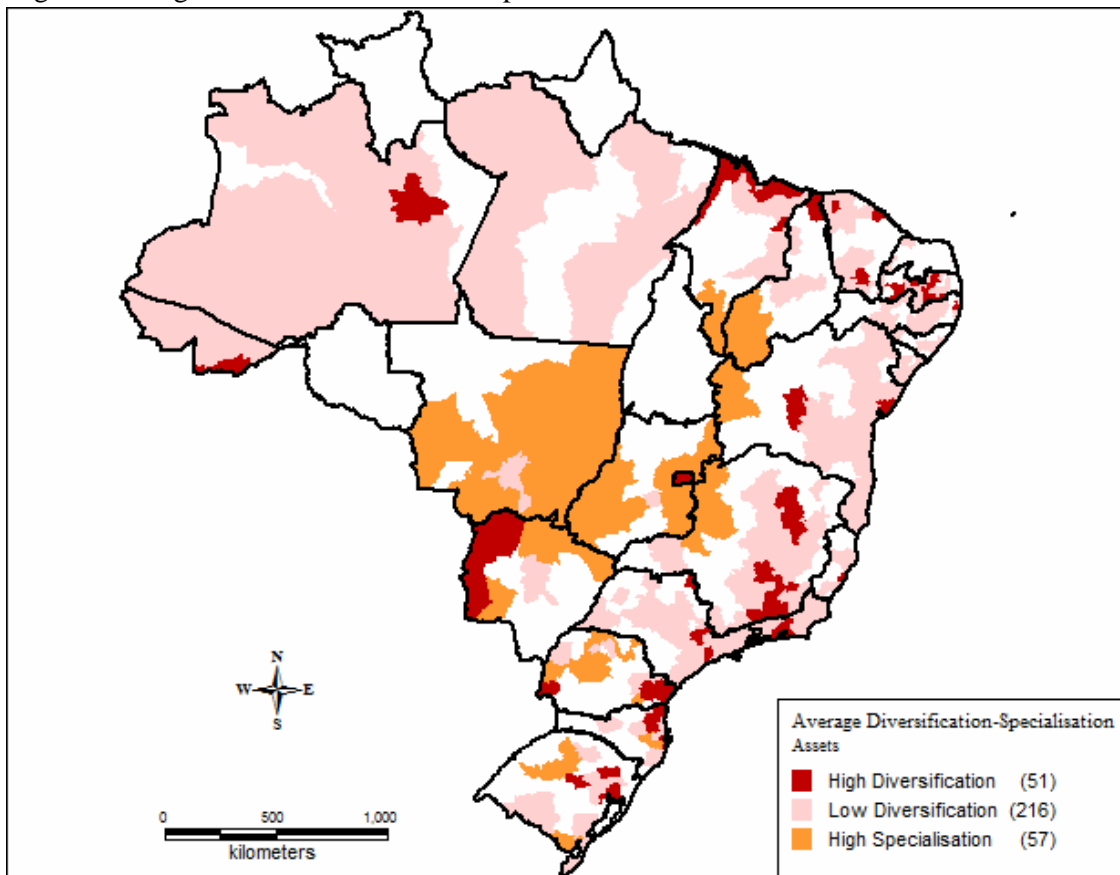 N
W E
S
0 500 1,000
kilometers
Average Diversification-Specialisation
Assets
High Diversification (51)
Low Diversification (216)
High Specialisation (57)